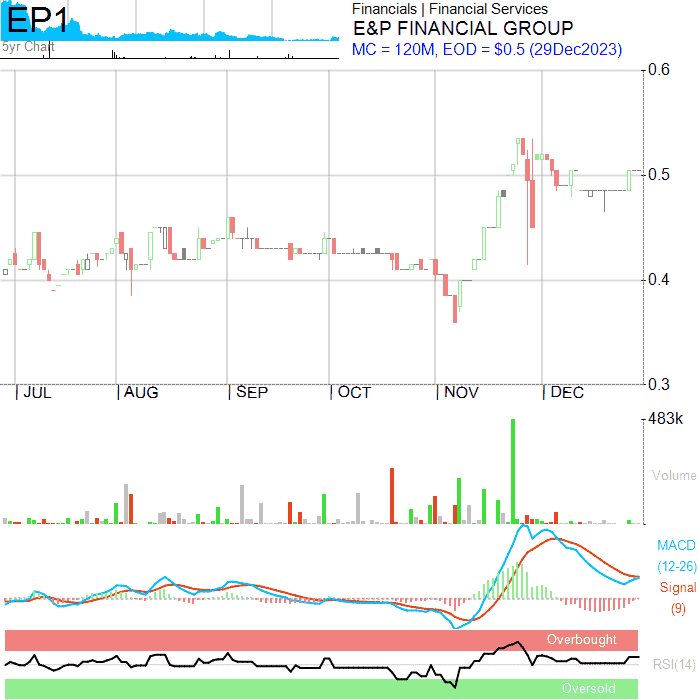 EP1
5yr Chart
Financials | Financial Services
E&P FINANCIAL GROUP
MC = 120M, EOD = $0.5 (29Dec2023)
0.6
0.5
0.4
0.3
JUL AUG SEP OCT NOV DEC
483k
Volume
MACD
(12-26)
Signal
(9)
Overbought
RSI(14)
Oversold